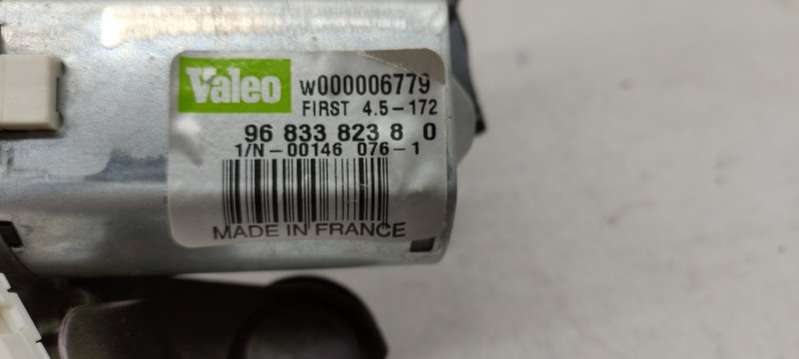 Valeo
W000006779
FIRST 4.5-172
96 833 823 8 0
1/N-00146 076-1
MADE IN FRANCE